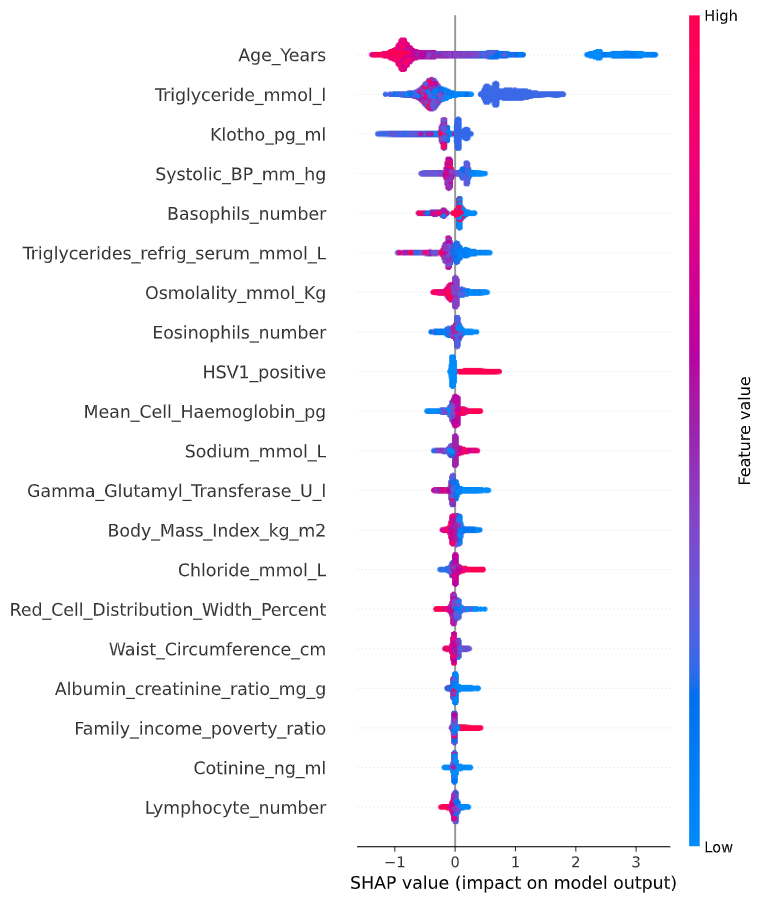 High
Age_Years
Triglyceride_mmol_l
Klotho_pg_ml
Systolic_BP_mm_hg
Basophils_number
Triglycerides_refrig_serum_mmol_L
Osmolality_mmol_Kg
Eosinophils_number
HSV1_positive
Mean_Cell_Haemoglobin_pg
Sodium_mmol_L
Gamma_Glutamyl_Transferase_U_l
Body_Mass_Index_kg_m2
Chloride_mmol_L
Red_Cell_Distribution_Width_Percent
Waist_Circumference_cm
Albumin_creatinine_ratio_mg_g
Family_income_poverty_ratio
Cotinine_ng_ml
Lymphocyte_number
Feature value
Low
−1 0 1 2 3
SHAP value (impact on model output)